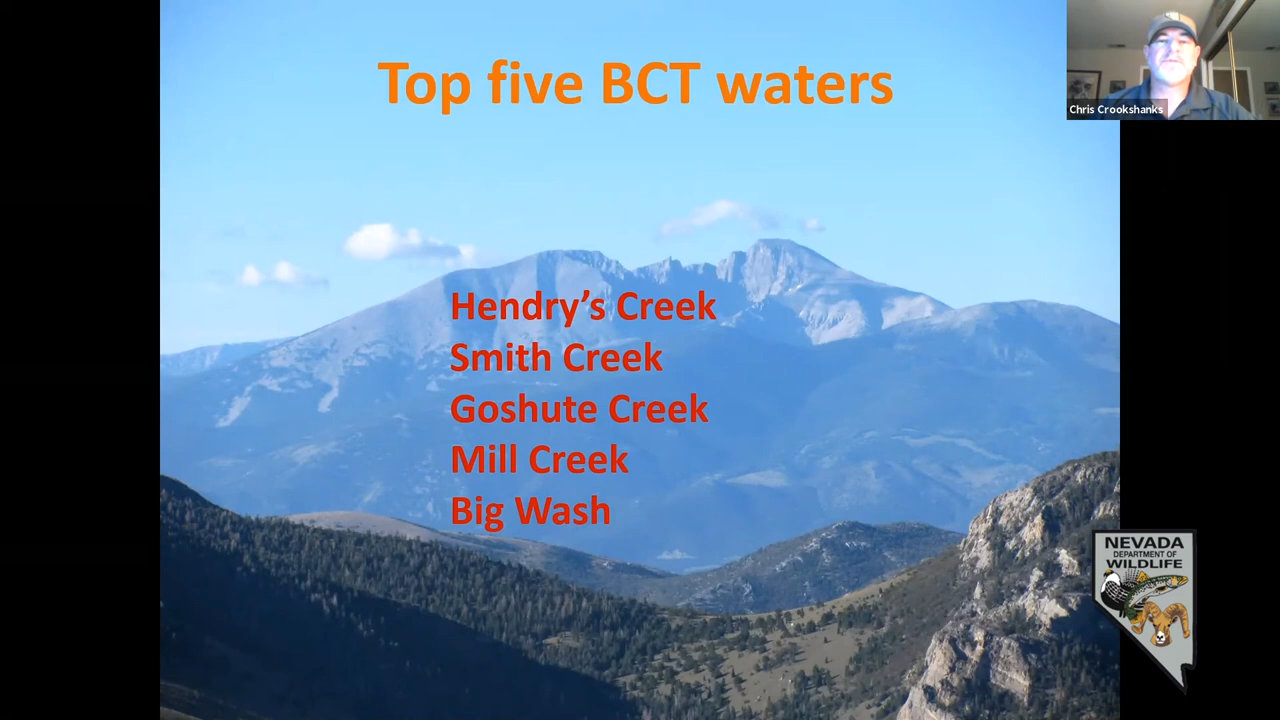 Top five BCT waters
Chris Crookshanks
Hendry’s Creek
Smith Creek
Goshute Creek
Mill Creek
Big Wash
NEVADA
DEPARTMENT OF
WILDLIFE